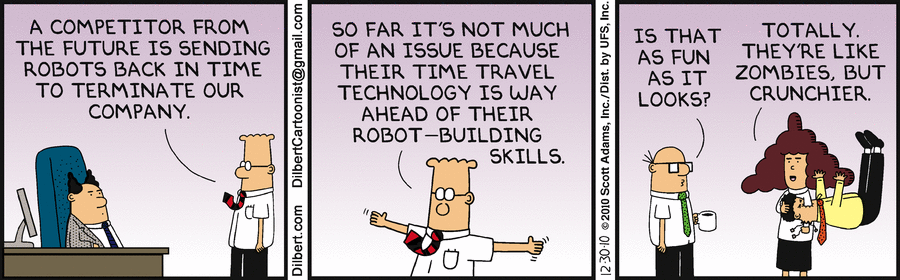 A COMPETITOR FROM
THE FUTURE IS SENDING
ROBOTS BACK IN TIME
TO TERMINATE OUR
COMPANY.
Dilbert.com DilbertCartoonist@gmail.com
SO FAR IT'S NOT MUCH
OF AN ISSUE BECAUSE
THEIR TIME TRAVEL
TECHNOLOGY IS WAY
AHEAD OF THEIR
ROBOT-BUILDING
SKILLS.
12-30-10 © 2010 Scott Adams, Inc./Dist. by UFS, Inc.
IS THAT
AS FUN
AS IT
LOOKS?
TOTALLY.
THEY'RE LIKE
ZOMBIES, BUT
CRUNCHIER.